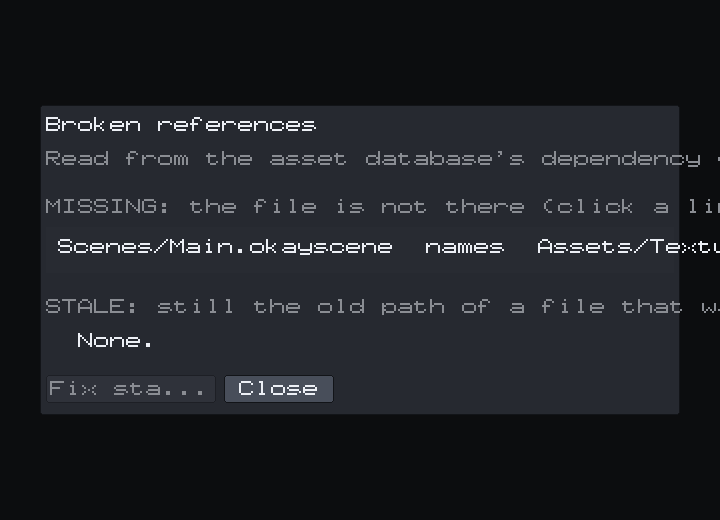 Broken references
Read from the asset database's dependency
MISSING: the file is not there (click a
Scenes/Main.okayscene names Assets/Textu
STALE: still the old path of a file that
None.
Fix sta...
Close